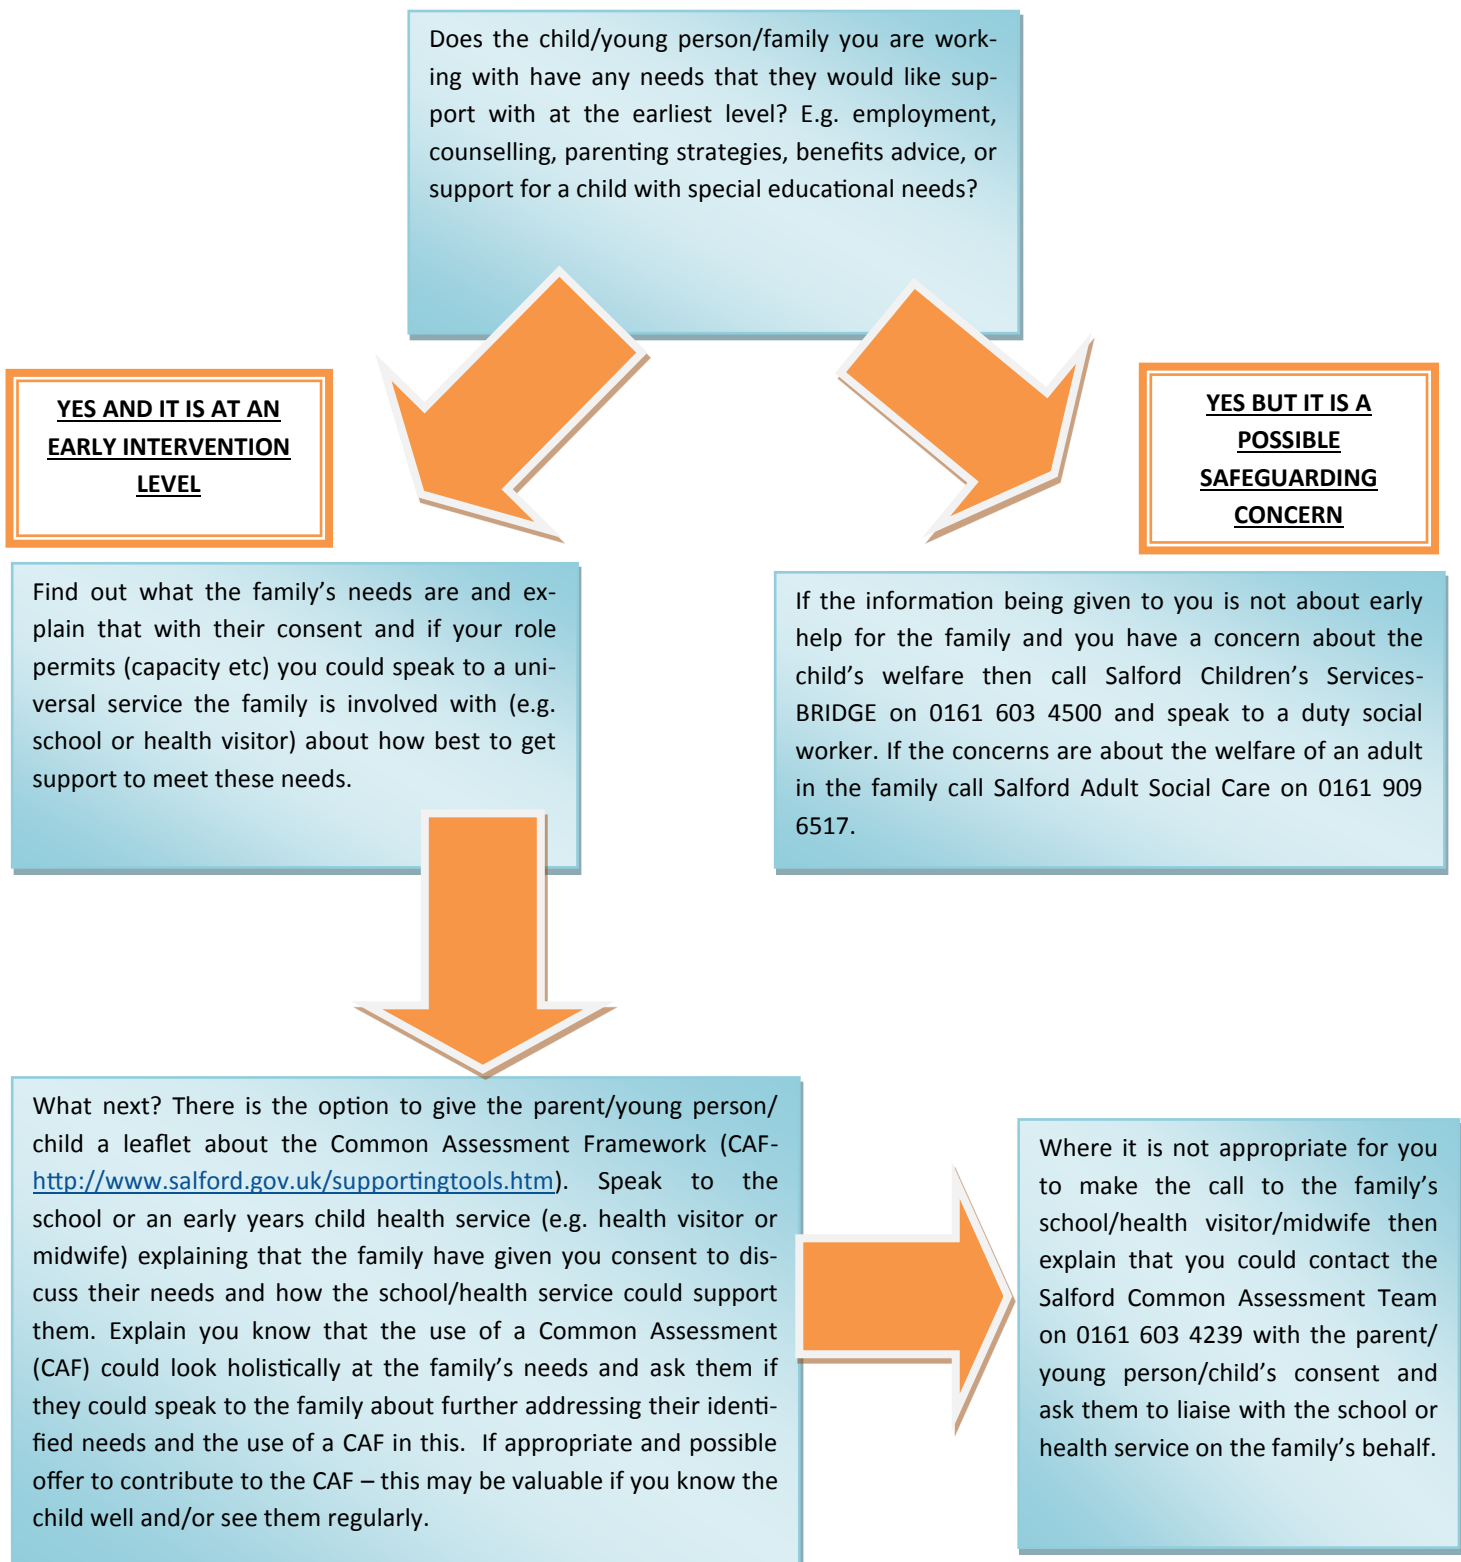 Does the child/young person/family you are work-
ing with have any needs that they would like sup-
port with at the earliest level? E.g. employment,
counselling, parenting strategies, benefits advice, or
support for a child with special educational needs?
YES AND IT IS AT AN
EARLY INTERVENTION
LEVEL
YES BUT IT IS A
POSSIBLE
SAFEGUARDING
CONCERN
Find out what the family’s needs are and ex-
plain that with their consent and if your role
permits (capacity etc) you could speak to a uni-
versal service the family is involved with (e.g.
school or health visitor) about how best to get
support to meet these needs.
If the information being given to you is not about early
help for the family and you have a concern about the
child’s welfare then call Salford Children’s Services-
BRIDGE on 0161 603 4500 and speak to a duty social
worker. If the concerns are about the welfare of an adult
in the family call Salford Adult Social Care on 0161 909
6517.
What next? There is the option to give the parent/young person/
child a leaflet about the Common Assessment Framework (CAF-
http://www.salford.gov.uk/supportingtools.htm). Speak to the
school or an early years child health service (e.g. health visitor or
midwife) explaining that the family have given you consent to dis-
cuss their needs and how the school/health service could support
them. Explain you know that the use of a Common Assessment
(CAF) could look holistically at the family’s needs and ask them if
they could speak to the family about further addressing their identi-
fied needs and the use of a CAF in this. If appropriate and possible
offer to contribute to the CAF – this may be valuable if you know the
child well and/or see them regularly.
Where it is not appropriate for you
to make the call to the family’s
school/health visitor/midwife then
explain that you could contact the
Salford Common Assessment Team
on 0161 603 4239 with the parent/
young person/child’s consent and
ask them to liaise with the school or
health service on the family’s behalf.